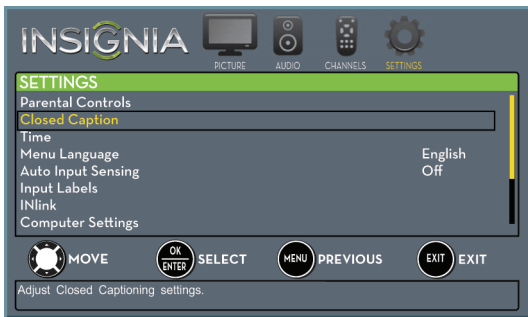 INSIGNIA
PICTURE AUDIO CHANNELS SETTINGS
SETTINGS
Parental Controls
Closed Caption
Time
Menu Language English
Auto Input Sensing Off
Input Labels
INlink
Computer Settings
MOVE OK ENTER SELECT MENU PREVIOUS EXIT EXIT
Adjust Closed Captioning settings.